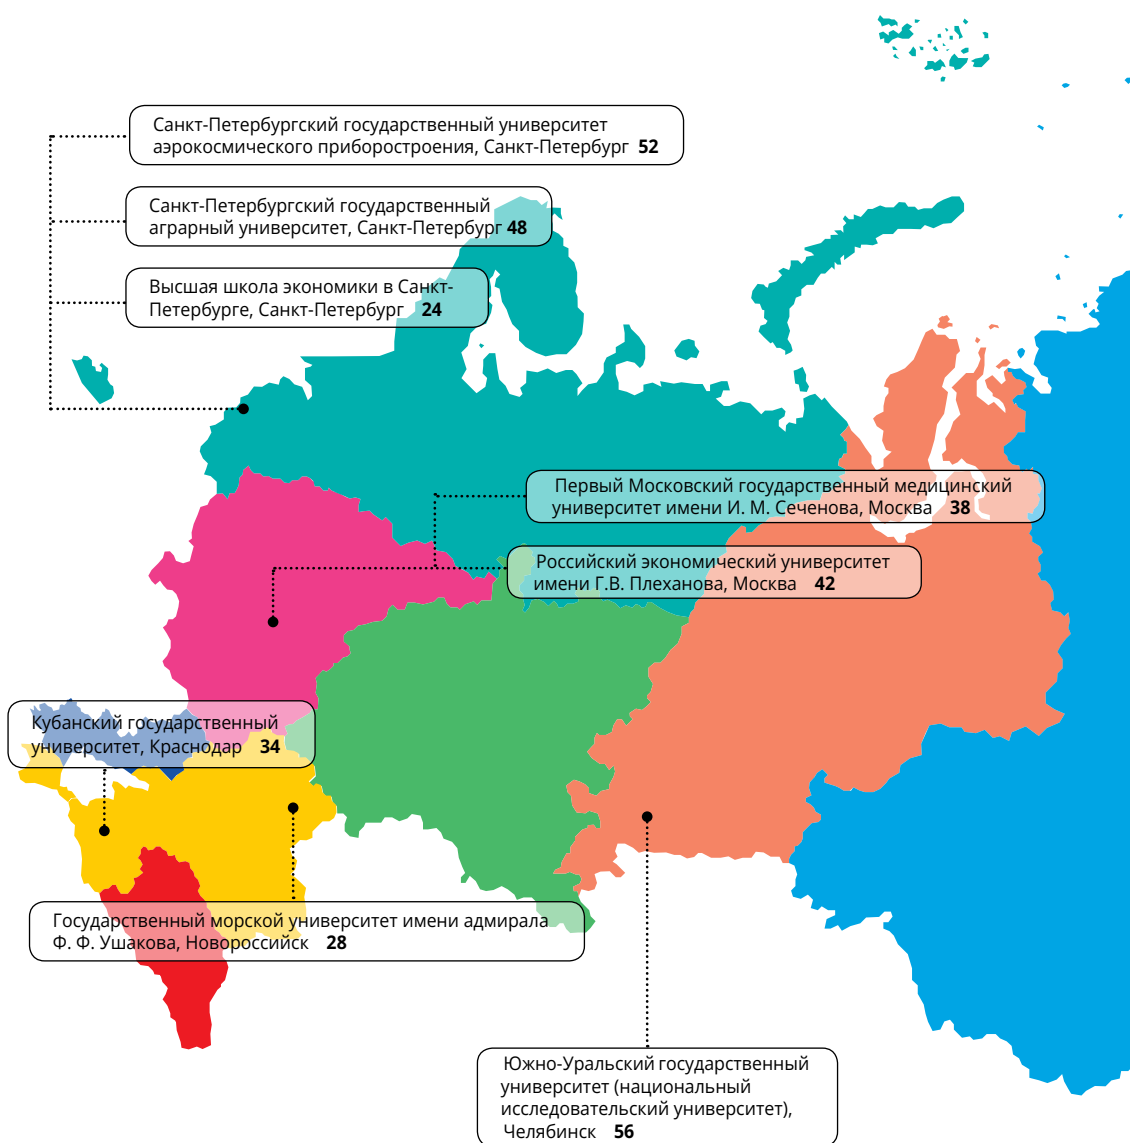 Санкт-Петербургский государственный университет
аэрокосмического приборостроения, Санкт-Петербург 52
Санкт-Петербургский государственный
аграрный университет, Санкт-Петербург 48
Высшая школа экономики в Санкт-
Петербурге, Санкт-Петербург 24
Первый Московский государственный медицинский
университет имени И. М. Сеченова, Москва 38
Российский экономический университет
имени Г.В. Плеханова, Москва 42
Кубанский государственный
университет, Краснодар 34
Государственный морской университет имени адмирала
Ф. Ф. Ушакова, Новороссийск 28
Южно-Уральский государственный
университет (национальный
исследовательский университет),
Челябинск 56